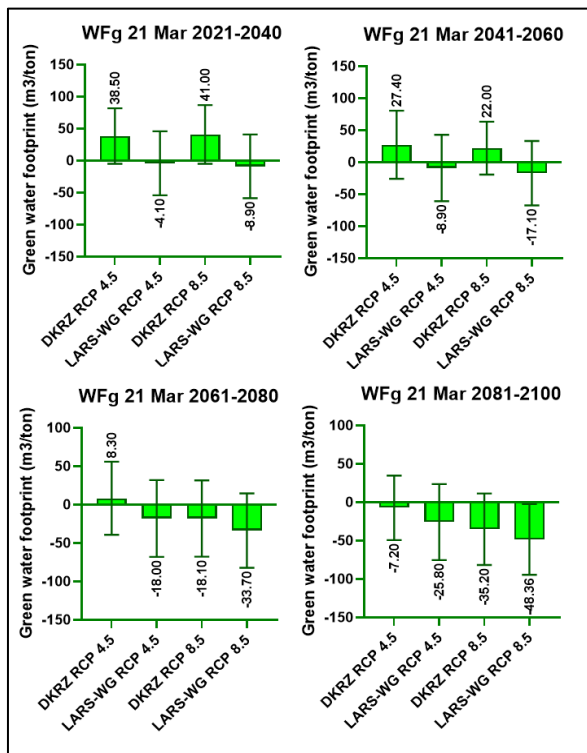 WFg 21 Mar 2021-2040
Green water footprint (m3/ton)
150
100
50
0
-50
-100
-150
38.50
-4.10
41.00
-8.90
DKRZ RCP 4.5
LARS-WG RCP 4.5
DKRZ RCP 8.5
LARS-WG RCP 8.5
WFg 21 Mar 2041-2060
Green water footprint (m3/ton)
150
100
50
0
-50
-100
-150
27.40
-8.90
22.00
-17.10
DKRZ RCP 4.5
LARS-WG RCP 4.5
DKRZ RCP 8.5
LARS-WG RCP 8.5
WFg 21 Mar 2061-2080
Green water footprint (m3/ton)
100
50
0
-50
-100
-150
8.30
-18.00
-18.10
-33.70
DKRZ RCP 4.5
LARS-WG RCP 4.5
DKRZ RCP 8.5
LARS-WG RCP 8.5
WFg 21 Mar 2081-2100
Green water footprint (m3/ton)
100
50
0
-50
-100
-150
-7.20
-25.80
-35.20
-48.36
DKRZ RCP 4.5
LARS-WG RCP 4.5
DKRZ RCP 8.5
LARS-WG RCP 8.5